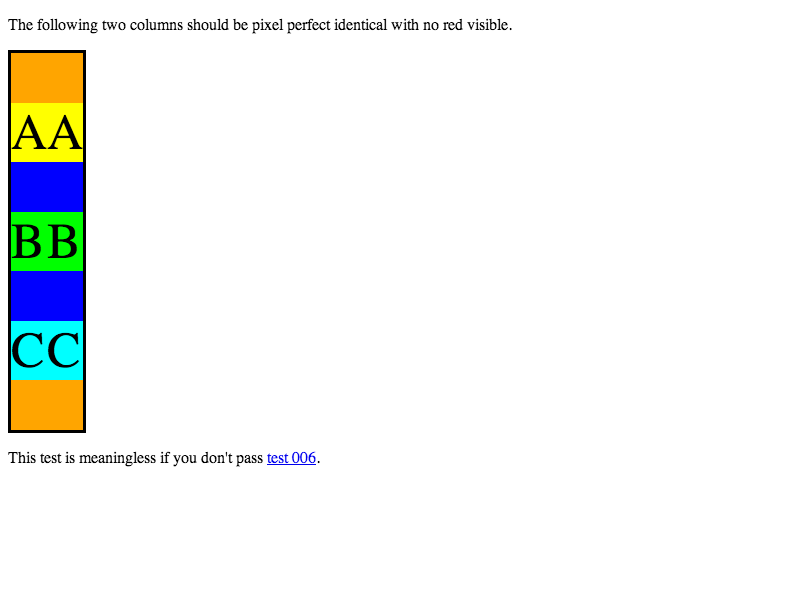 The following two columns should be pixel perfect identical with no red visible.
AA
BB
CC
This test is meaningless if you don't pass test 006.